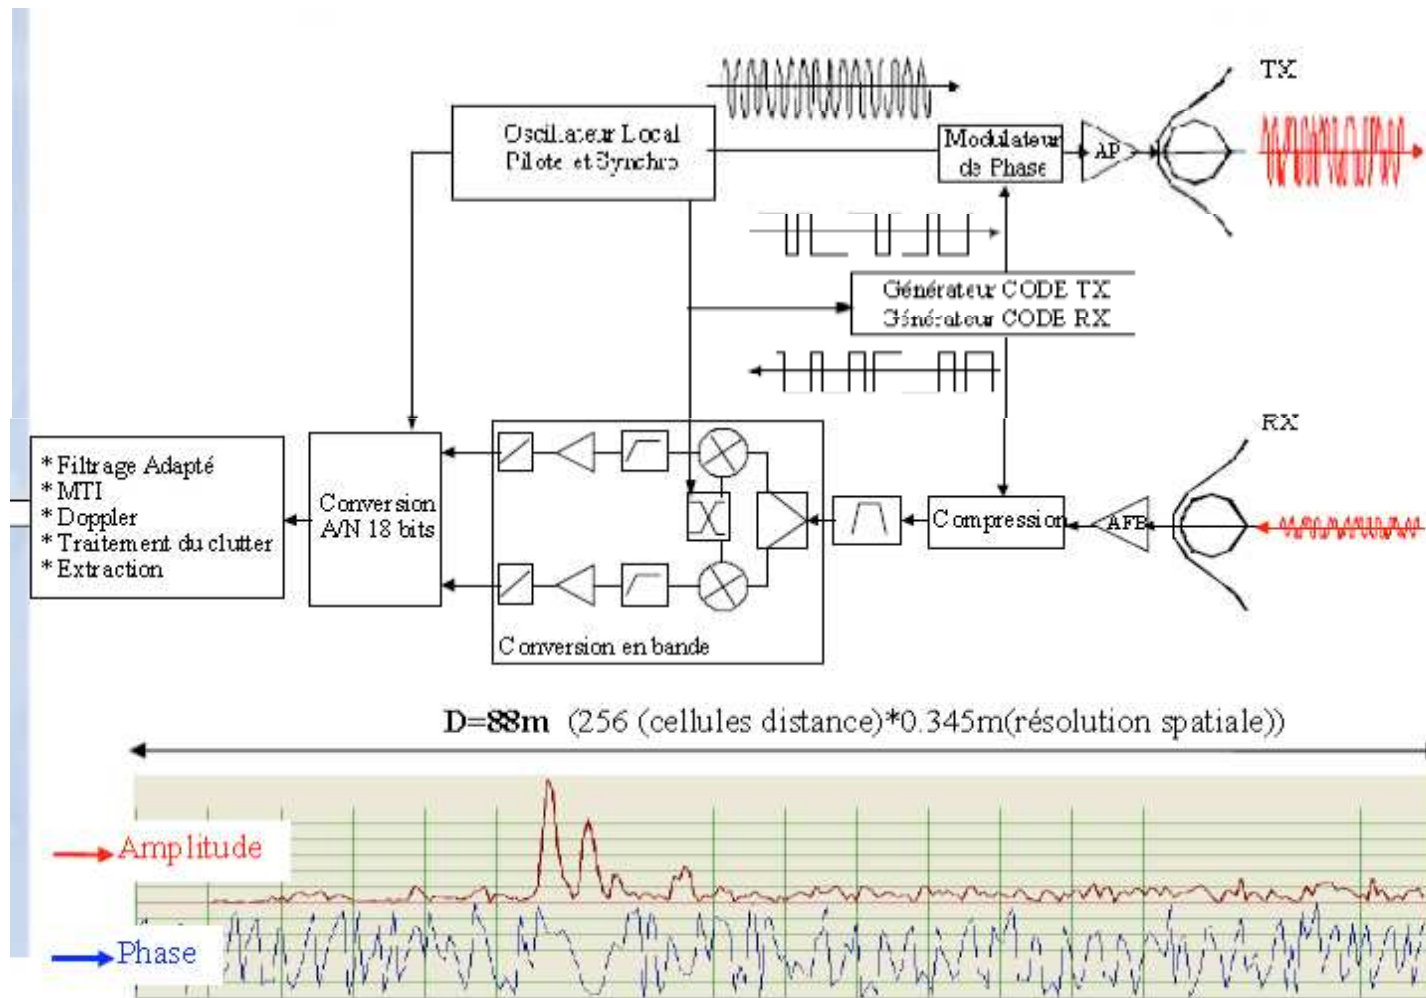 TX
Oscillateur Local
Pilote et Synchro
Modulateur
de Phase
AP
Générateur CODE TX
Générateur CODE RX
RX
* Filtrage Adapté
* MTI
* Doppler
* Traitement du clutter
* Extraction
Conversion
A/N 18 bits
Compression
AFB
Conversion en bande
D=88m (256 (cellules distance)*0.345m(résolution spatiale))
Amplitude
Phase